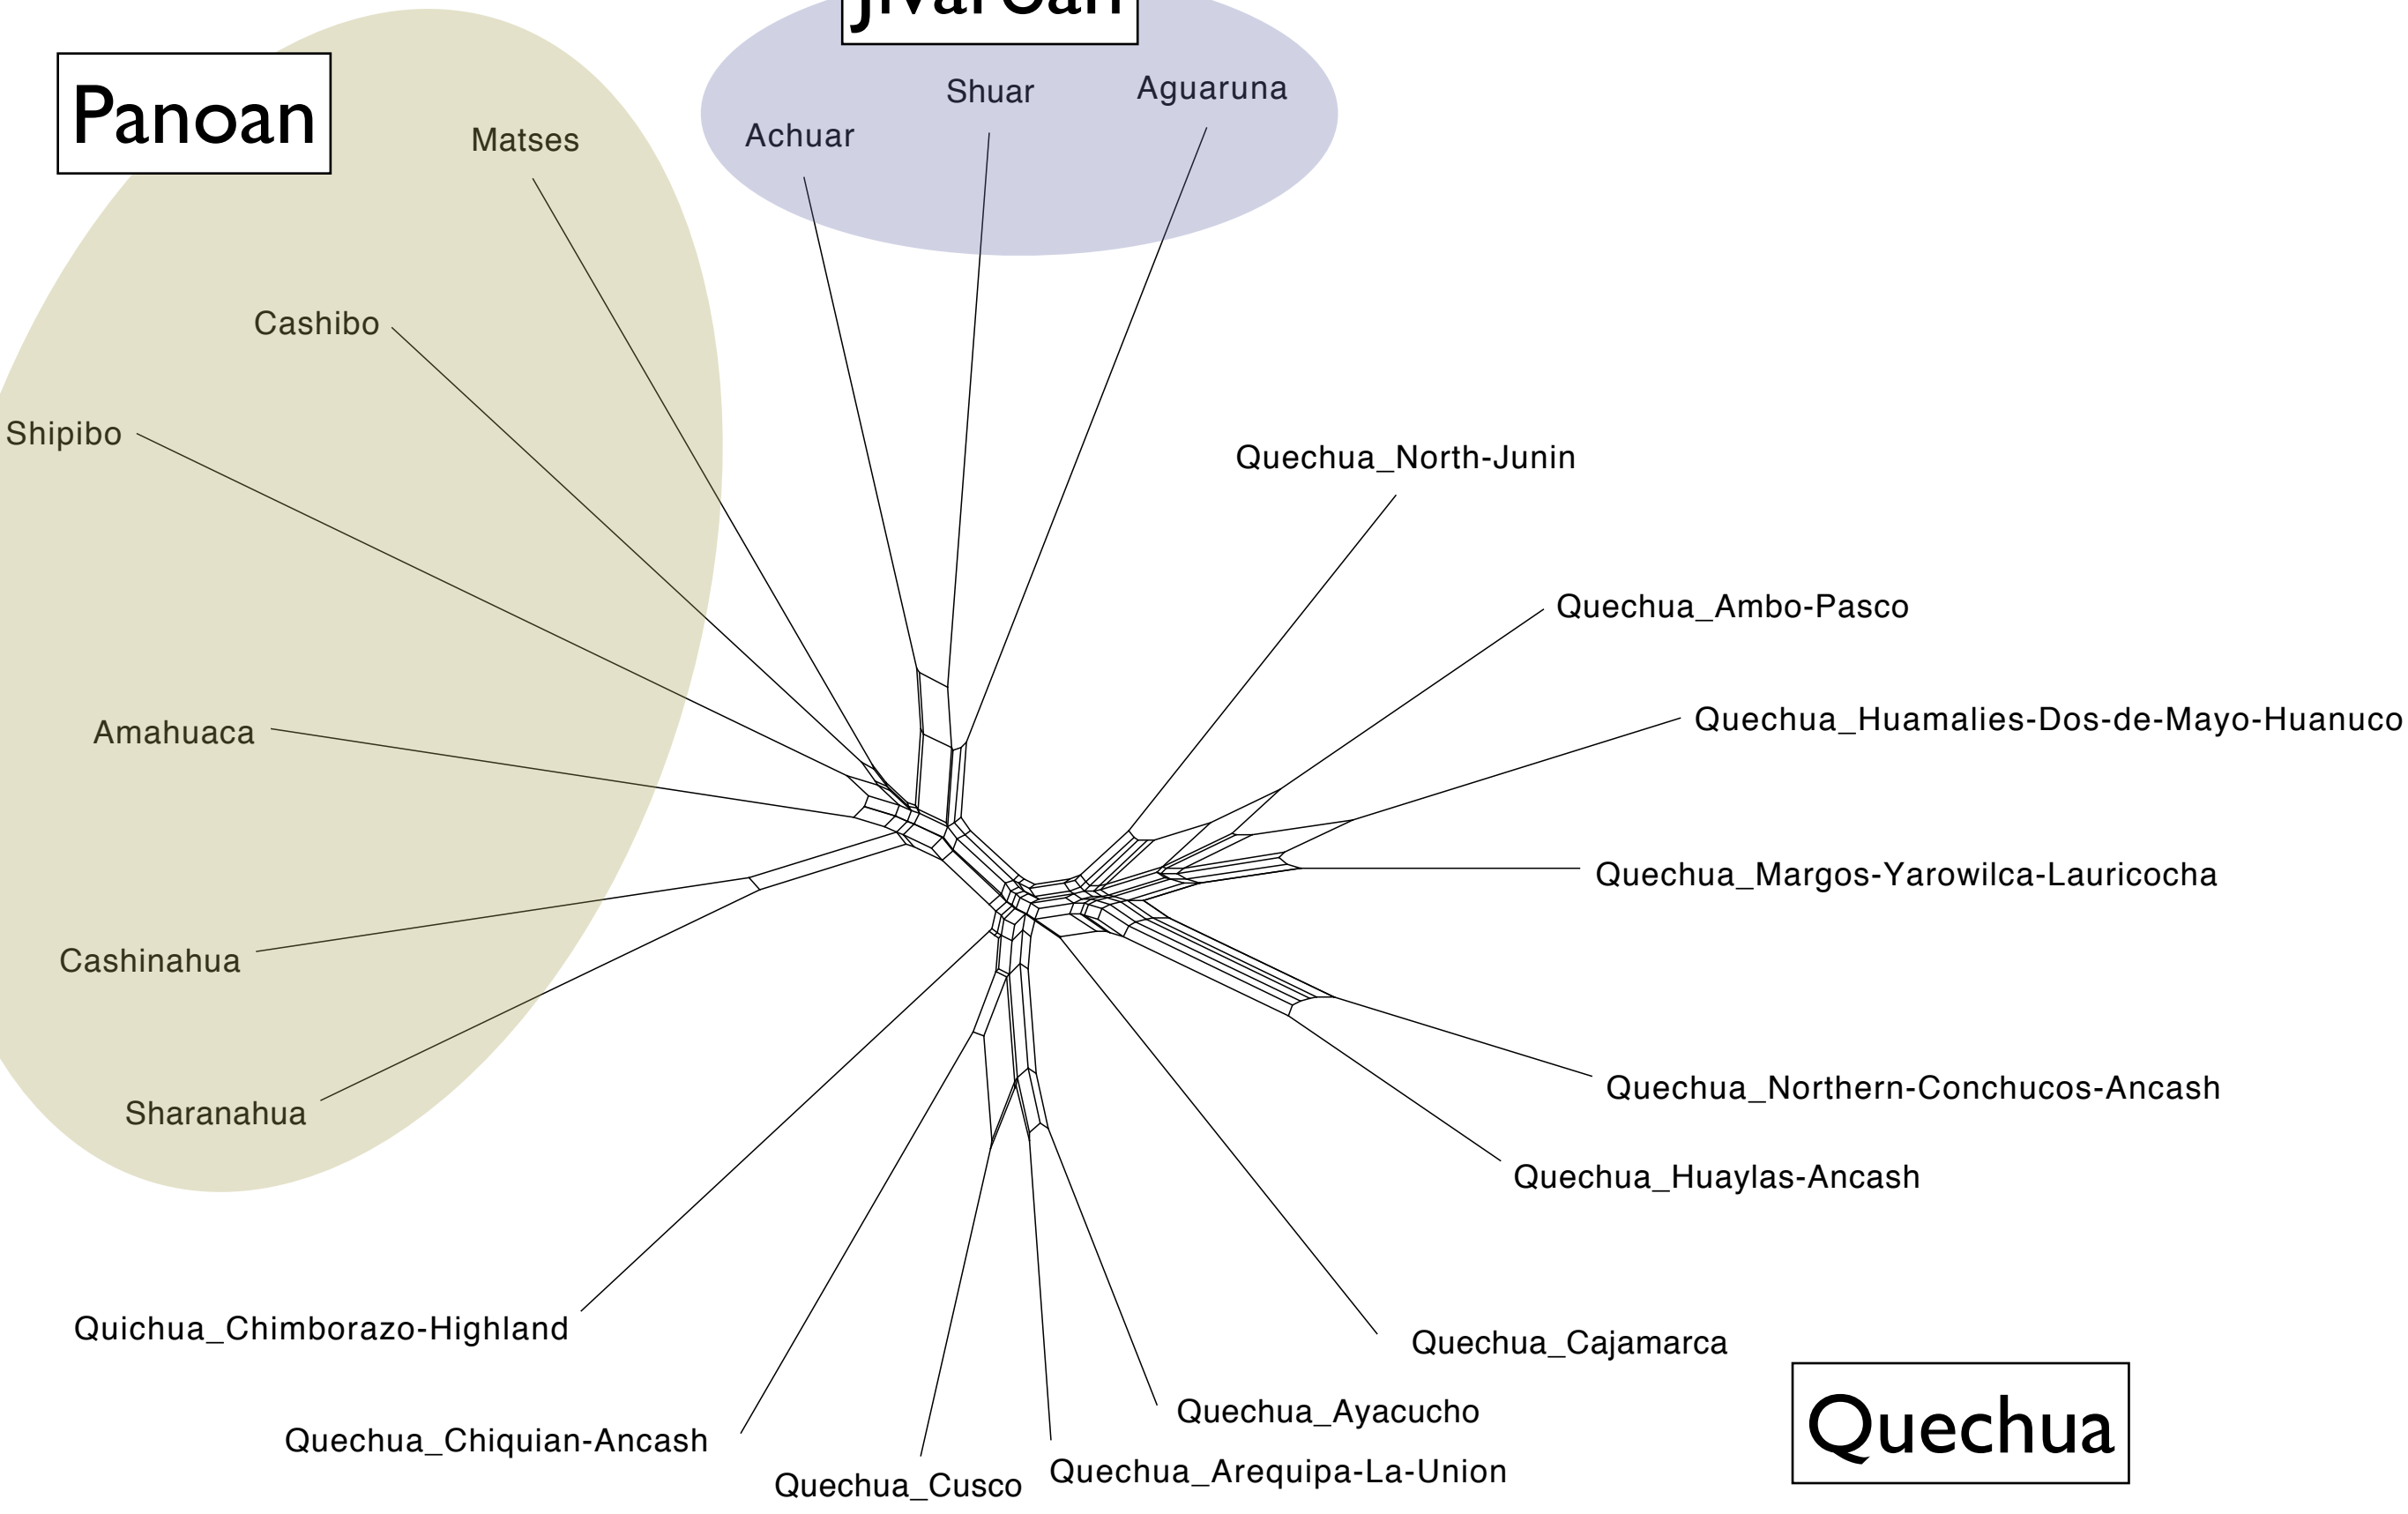 Jivaroan
Panoan
Shuar
Aguaruna
Achuar
Matses
Cashibo
Shipibo
Quechua_North-Junin
Quechua_Ambo-Pasco
Quechua_Huamalies-Dos-de-Mayo-Huanuco
Amahuaca
Quechua_Margos-Yarowilca-Lauricocha
Cashinahua
Quechua_Northern-Conchucos-Ancash
Sharanahua
Quechua_Huaylas-Ancash
Quichua_Chimborazo-Highland
Quechua_Cajamarca
Quechua_Ayacucho
Quechua
Quechua_Chiquian-Ancash
Quechua_Arequipa-La-Union
Quechua_Cusco